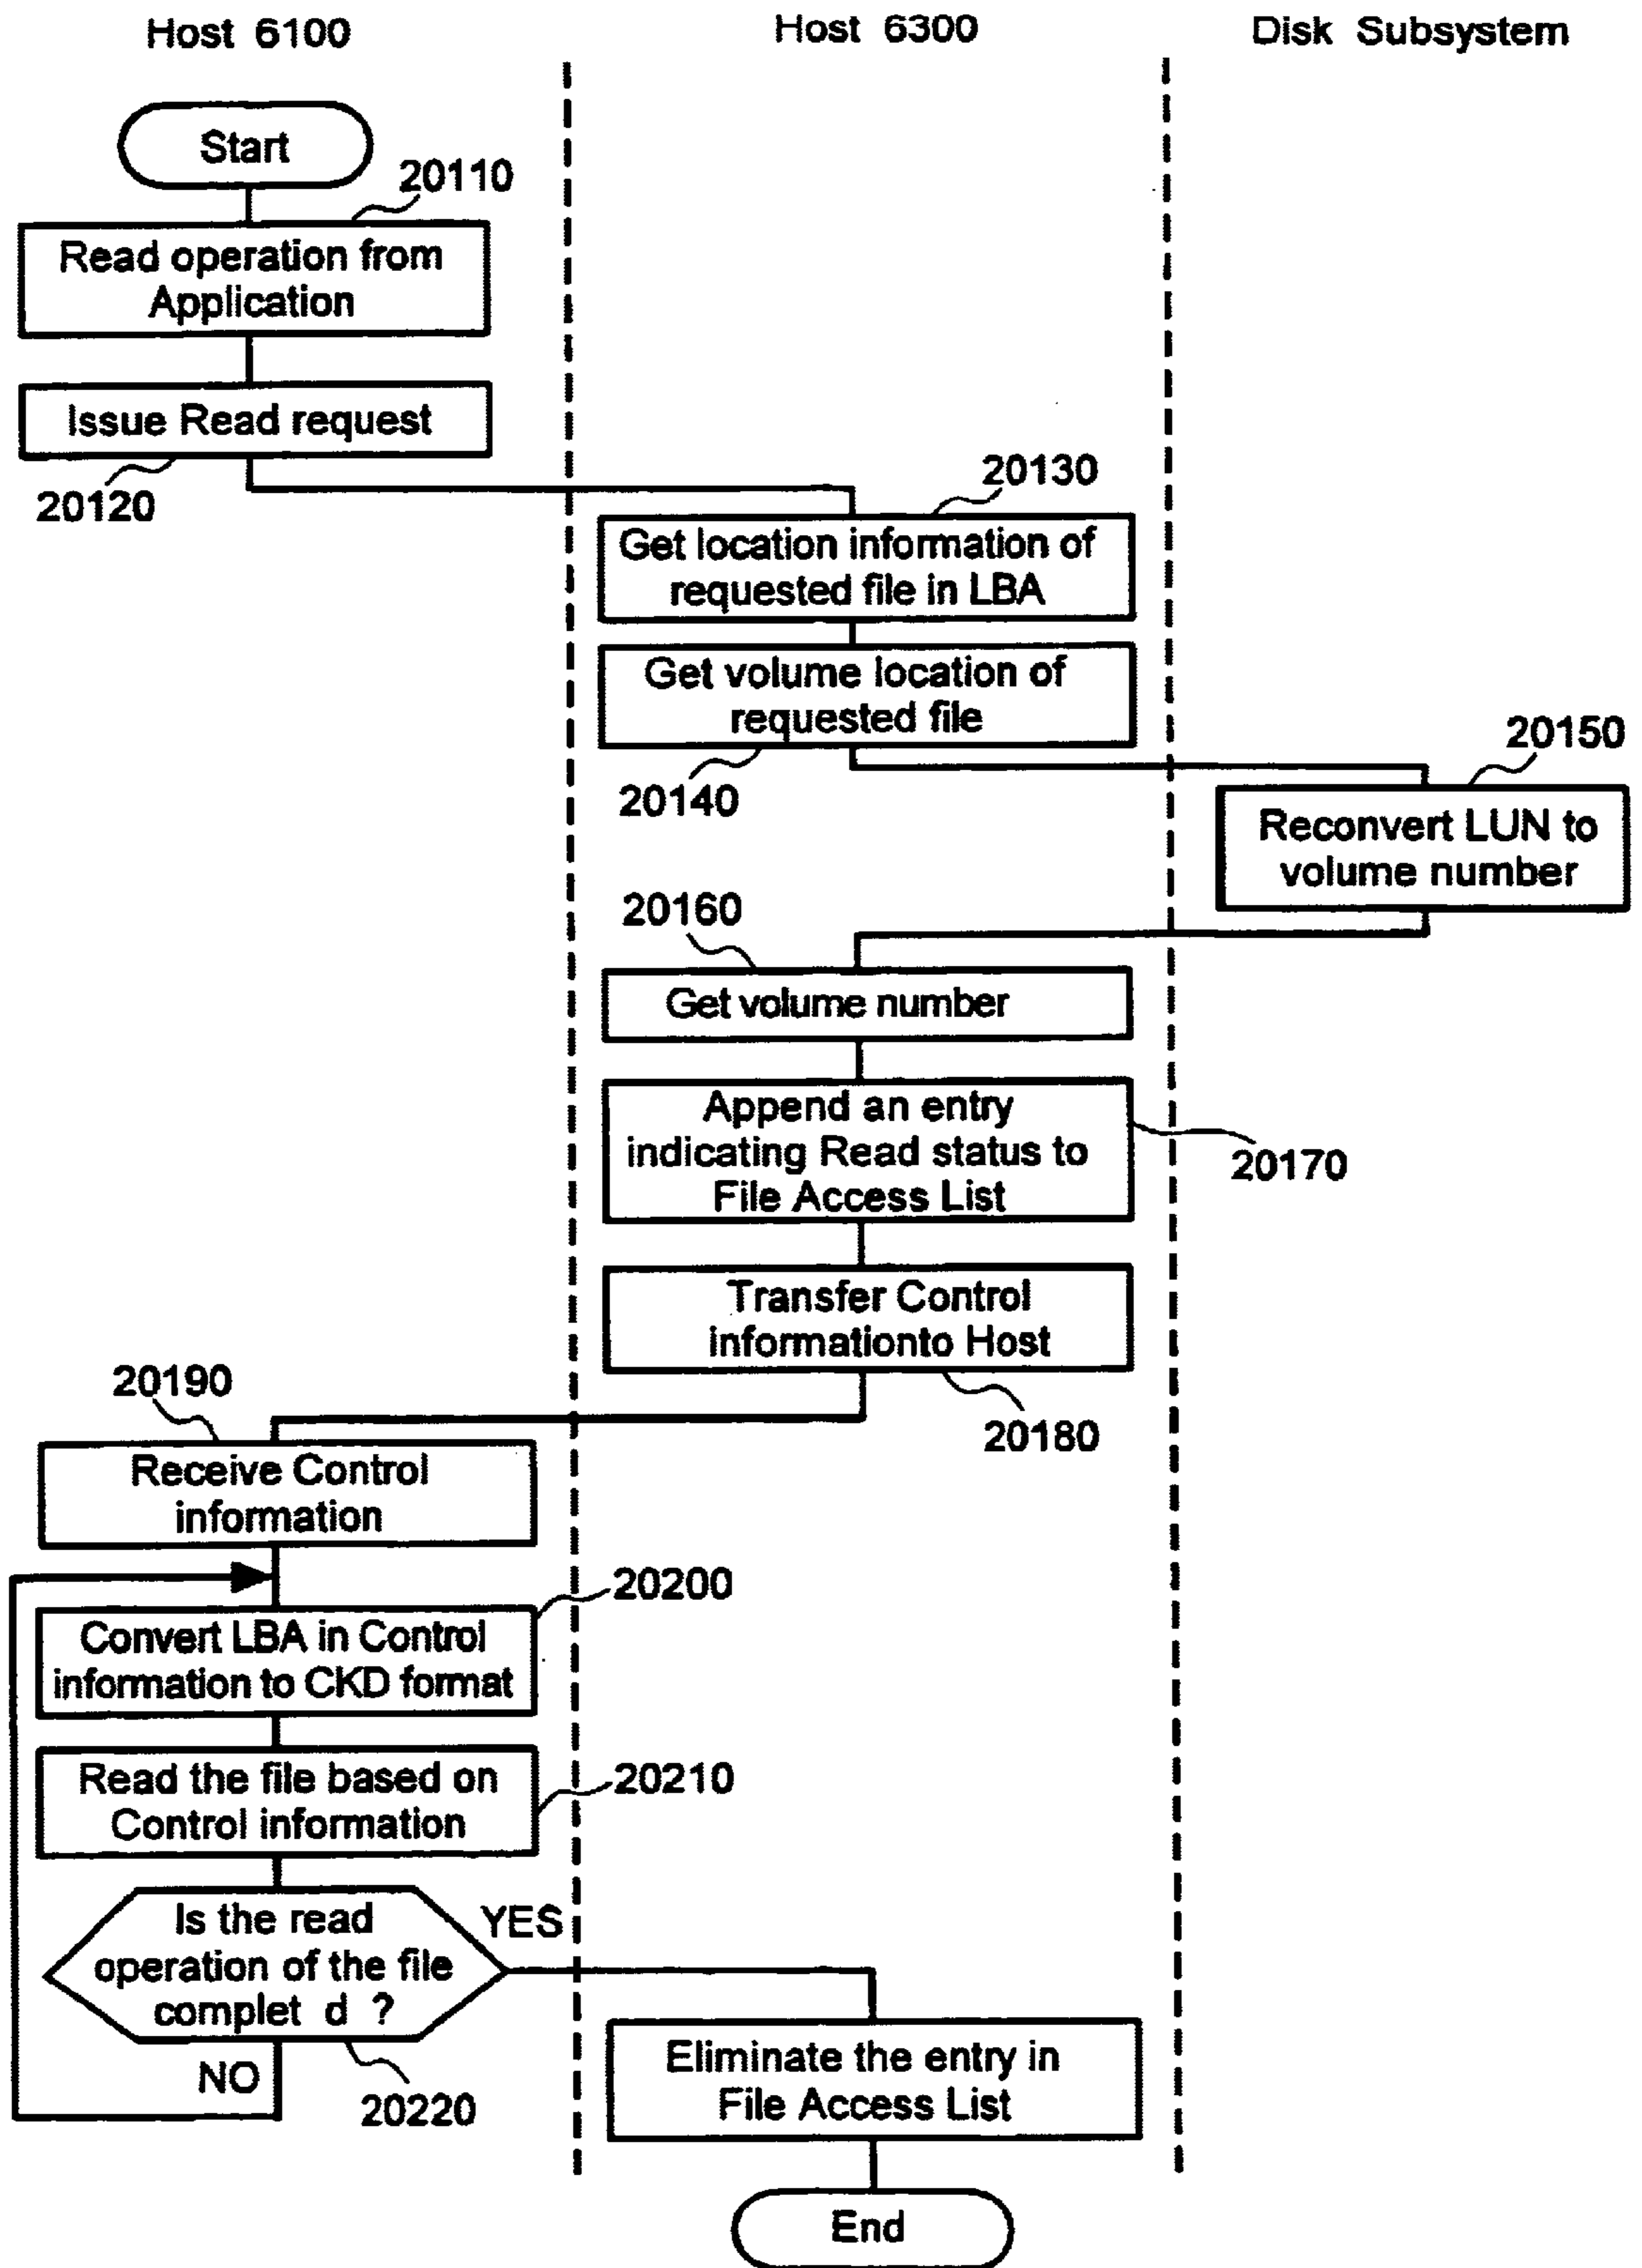 Host 6100
Host 6300
Disk Subsystem
Start
20110
Read operation from
Application
Issue Read request
20120
20130
Get location information of
requested file in LBA
Get volume location of
requested file
20140
20150
Reconvert LUN to
volume number
20160
Get volume number
Append an entry
indicating Read status to
File Access List
20170
Transfer Control
informationto Host
20180
20190
Receive Control
information
20200
Convert LBA in Control
information to CKD format
Read the file based on
Control information
20210
Is the read
operation of the file
complet d ?
YES
NO
20220
Eliminate the entry in
File Access List
End